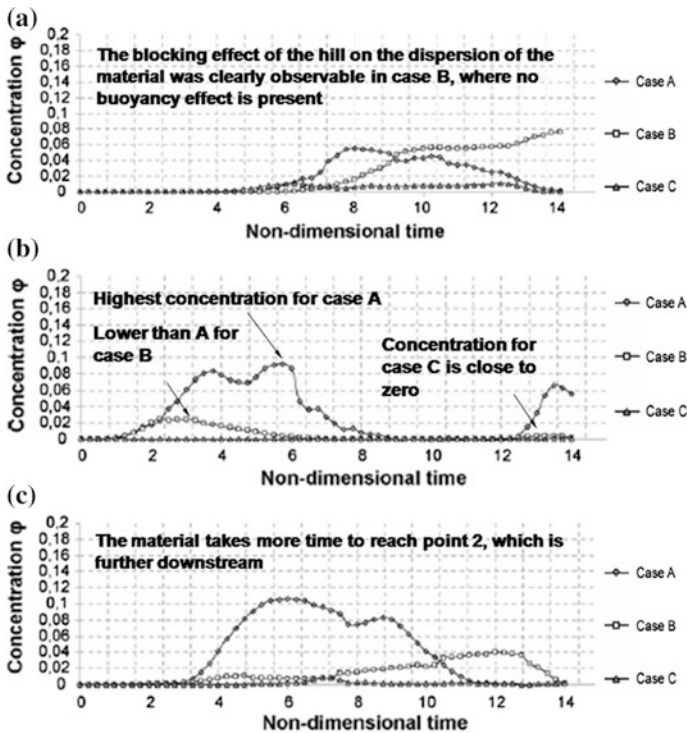 (a)
Concentration φ
0,2
0,18
0,16
0,14
0,12
0,1
0,08
0,06
0,04
0,02
0
The blocking effect of the hill on the dispersion of the
material was clearly observable in case B, where no
buoyancy effect is present
Case A
Case B
Case C
0 2 4 6 8 10 12 14
Non-dimensional time
(b)
Concentration φ
0,2
0,18
0,16
0,14
0,12
0,1
0,08
0,06
0,04
0,02
0
Highest concentration for case A
Lower than A for
case B
Concentration for
case C is close to
zero
Case A
Case B
Case C
0 2 4 6 8 10 12 14
Non-dimensional time
(c)
Concentration φ
0,2
0,18
0,16
0,14
0,12
0,1
0,08
0,06
0,04
0,02
0
The material takes more time to reach point 2, which is
further downstream
Case A
Case B
Case C
0 2 4 6 8 10 12 14
Non-dimensional time